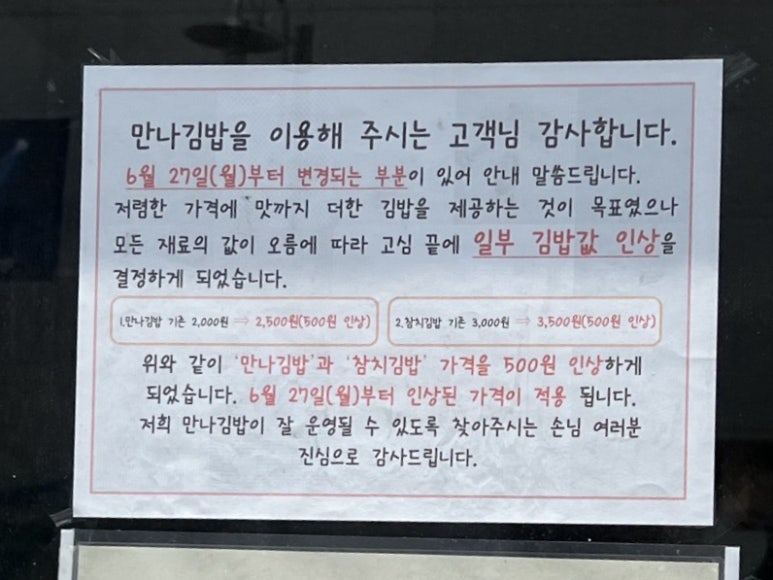 만나김밥을 이용해 주시는 고객님 감사합니다.
6월 27일(월)부터 변경되는 부분이 있어 안내 말씀드립니다.
저렴한 가격에 맛까지 더한 김밥을 제공하는 것이 목표였으나
모든 재료의 값이 오름에 따라 고심 끝에 일부 김밥값 인상을
결정하게 되었습니다.
1.만나김밥 기존 2,000원 ⇒ 2,500원(500원 인상)
2.참치김밥 기존 3,000원 ⇒ 3,500원(500원 인상)
위와 같이 '만나김밥'과 '참치김밥' 가격을 500원 인상하게
되었습니다. 6월 27일(월)부터 인상된 가격이 적용 됩니다.
저희 만나김밥이 잘 운영될 수 있도록 찾아주시는 손님 여러분
진심으로 감사드립니다.